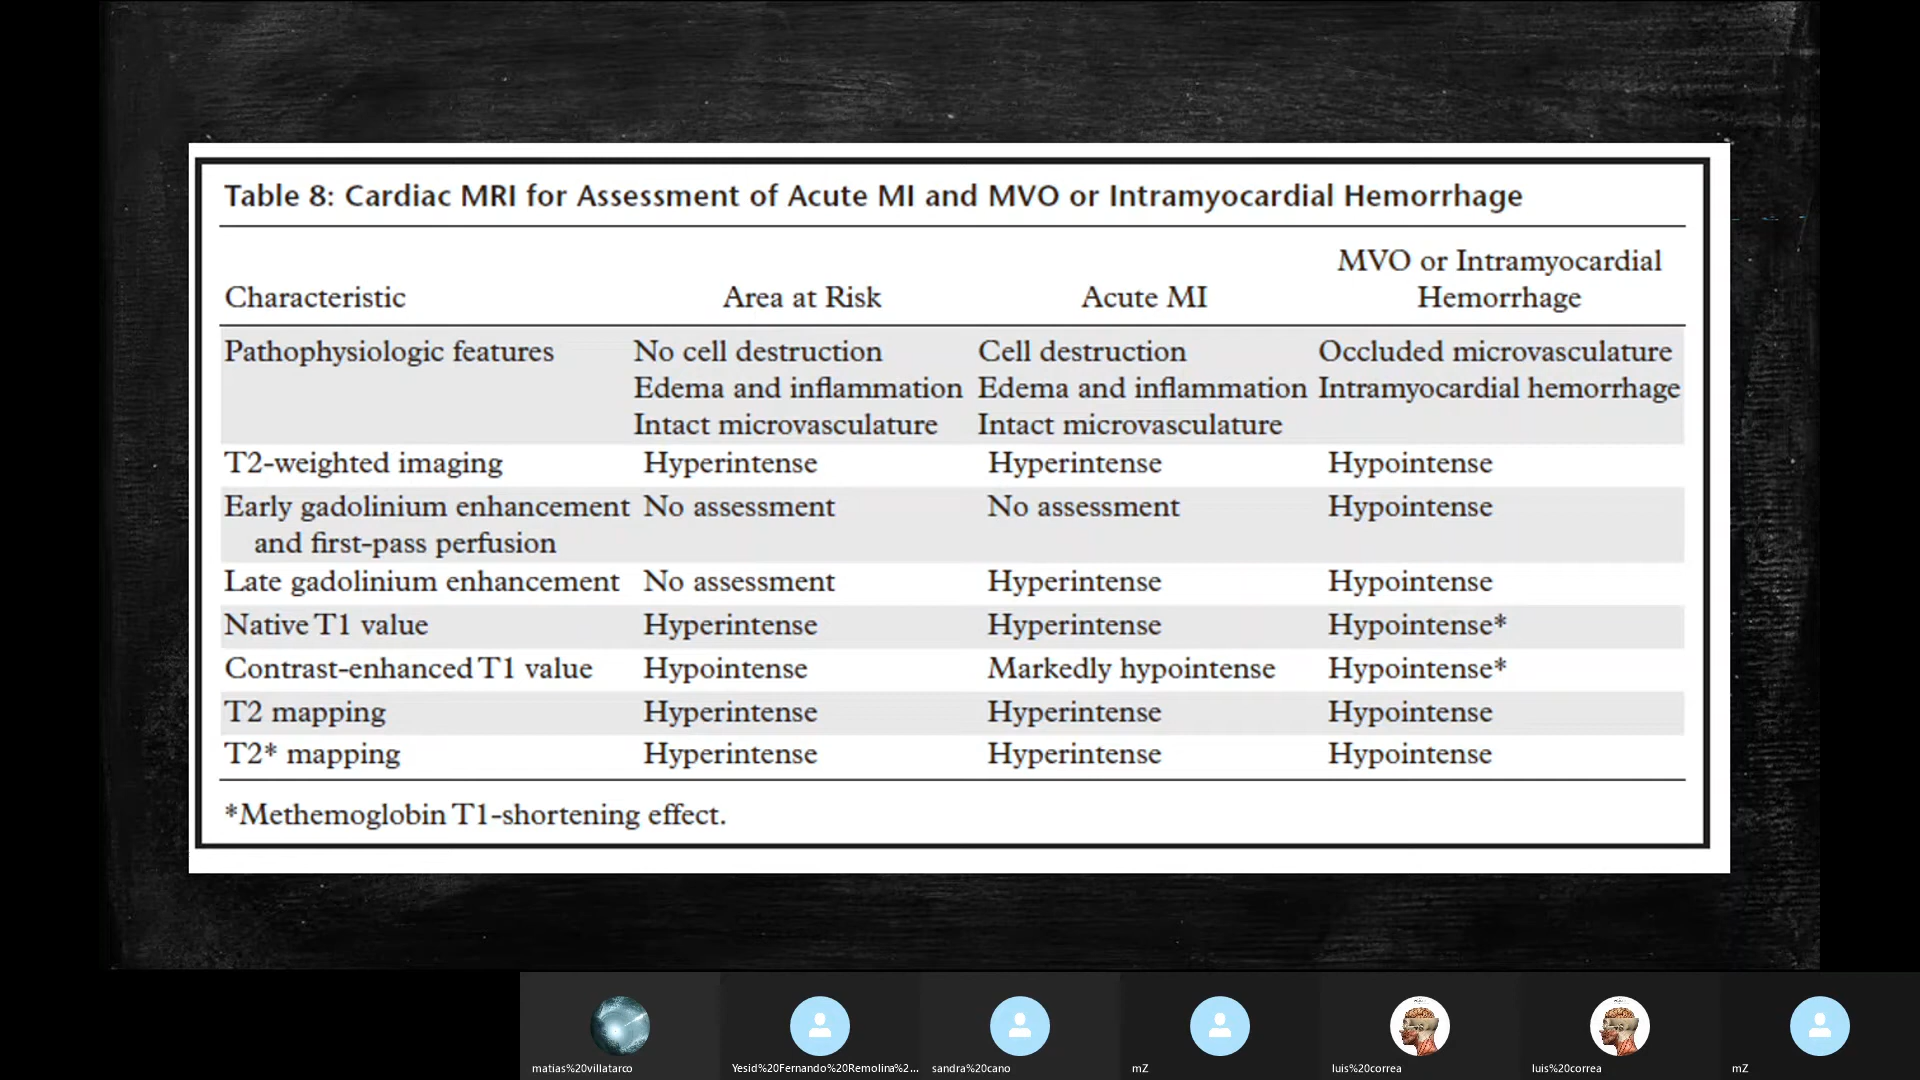 Table 8: Cardiac MRI for Assessment of Acute MI and MVO or Intramyocardial Hemorrhage
MVO or Intramyocardial
Characteristic Area at Risk Acute MI Hemorrhage
Pathophysiologic features No cell destruction Cell destruction Occluded microvasculature
Edema and inflammation Edema and inflammation Intramyocardial hemorrhage
Intact microvasculature Intact microvasculature
T2-weighted imaging Hyperintense Hyperintense Hypointense
Early gadolinium enhancement No assessment No assessment Hypointense
and first-pass perfusion
Late gadolinium enhancement No assessment Hyperintense Hypointense
Native T1 value Hyperintense Hyperintense Hypointense*
Contrast-enhanced T1 value Hypointense Markedly hypointense Hypointense*
T2 mapping Hyperintense Hyperintense Hypointense
T2* mapping Hyperintense Hyperintense Hypointense
*Methemoglobin T1-shortening effect.
matias%20villatarco Yesid%20Fernando%20Remolina%2... sandra%20cano mZ luis%20correa luis%20correa mZ